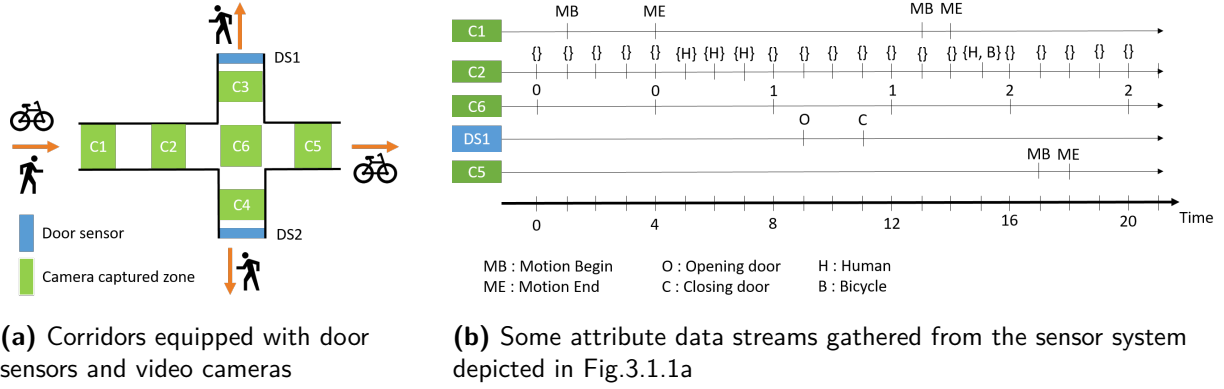 DS1
C3
C1 C2 C6 C5
C4
DS2
Door sensor
Camera captured zone
(a) Corridors equipped with door
sensors and video cameras
MB ME MB ME
C1
{} {} {} {} {} {H} {H} {H} {} {} {} {} {} {} {} {H, B} {} {} {} {} {}
C2
0 0 1 1 2 2
C6
O C
DS1
MB ME
C5
0 4 8 12 16 20 Time
MB : Motion Begin O : Opening door H : Human
ME : Motion End C : Closing door B : Bicycle
(b) Some attribute data streams gathered from the sensor system
depicted in Fig.3.1.1a